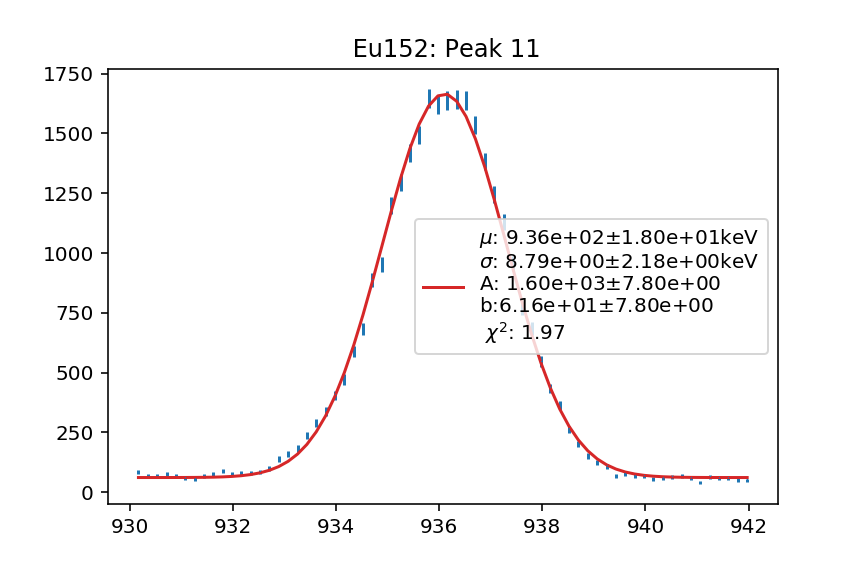 Eu152: Peak 11
1750
1500
1250
1000
750
500
250
0
μ: 9.36e+02±1.80e+01keV
σ: 8.79e+00±2.18e+00keV
A: 1.60e+03±7.80e+00
b:6.16e+01±7.80e+00
χ²: 1.97
930 932 934 936 938 940 942